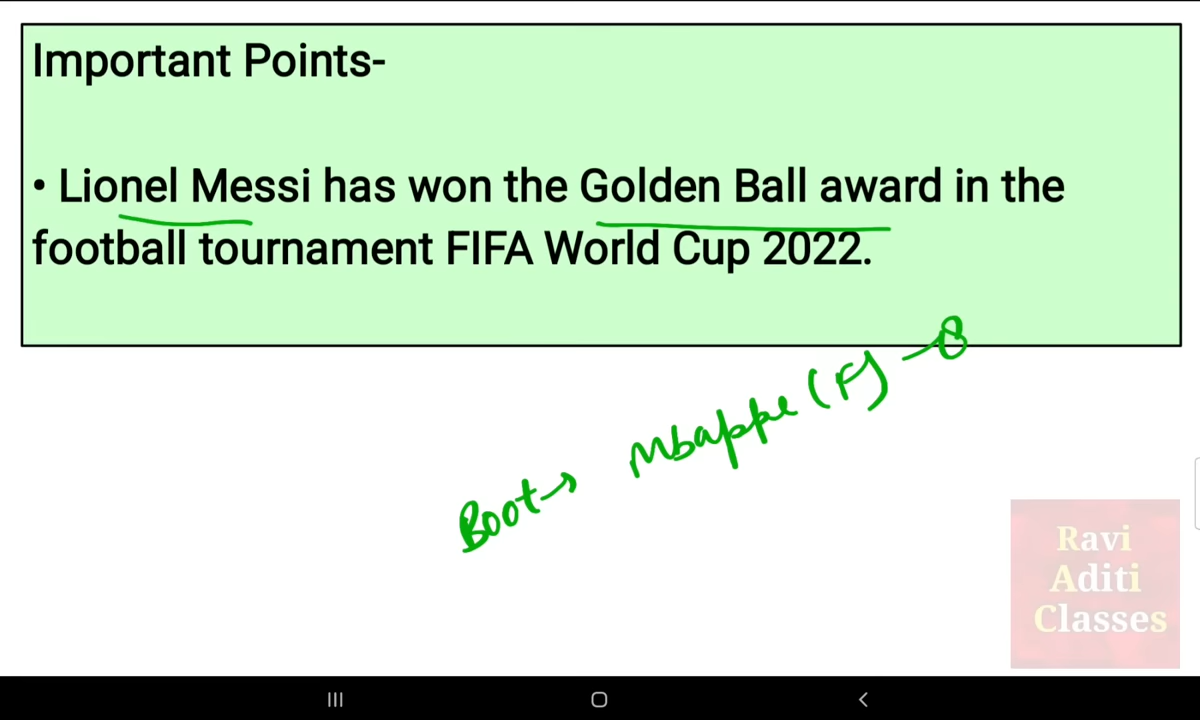 Important Points-
• Lionel Messi has won the Golden Ball award in the
football tournament FIFA World Cup 2022.
Boot→ Mbappe (F) - 8
Ravi
Aditi
Classes